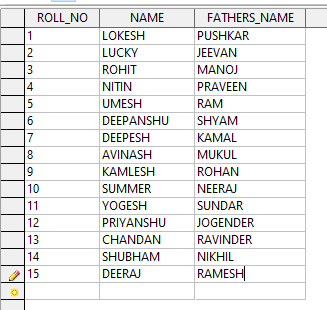 ROLL_NO NAME FATHERS_NAME
1 LOKESH PUSHKAR
2 LUCKY JEEVAN
3 ROHIT MANOJ
4 NITIN PRAVEEN
5 UMESH RAM
6 DEEPANSHU SHYAM
7 DEEPESH KAMAL
8 AVINASH MUKUL
9 KAMLESH ROHAN
10 SUMMER NEERAJ
11 YOGESH SUNDAR
12 PRIYANSHU JOGENDER
13 CHANDAN RAVINDER
14 SHUBHAM NIKHIL
15 DEERAJ RAMESH